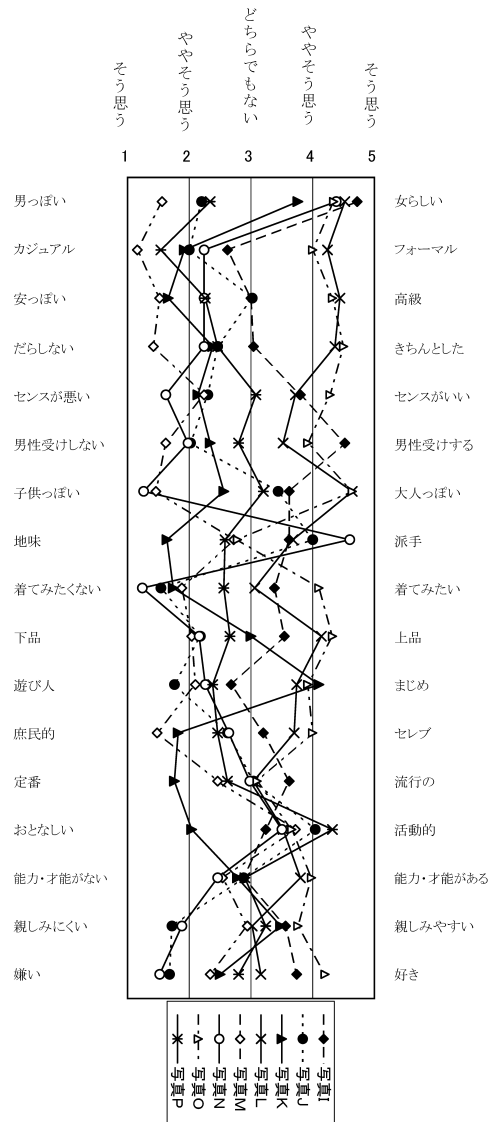 そう思う
ややそう思う
どちらでもない
ややそう思う
そう思う
1 2 3 4 5
男っぽい 女らしい
カジュアル フォーマル
安っぽい 高級
だらしない きちんとした
センスが悪い センスがいい
男性受けしない 男性受けする
子供っぽい 大人っぽい
地味 派手
着てみたくない 着てみたい
下品 上品
遊び人 まじめ
庶民的 セレブ
定番 流行の
おとなしい 活動的
能力・才能がない 能力・才能がある
親しみにくい 親しみやすい
嫌い 好き
写真I
写真J
写真K
写真L
写真M
写真N
写真O
写真P